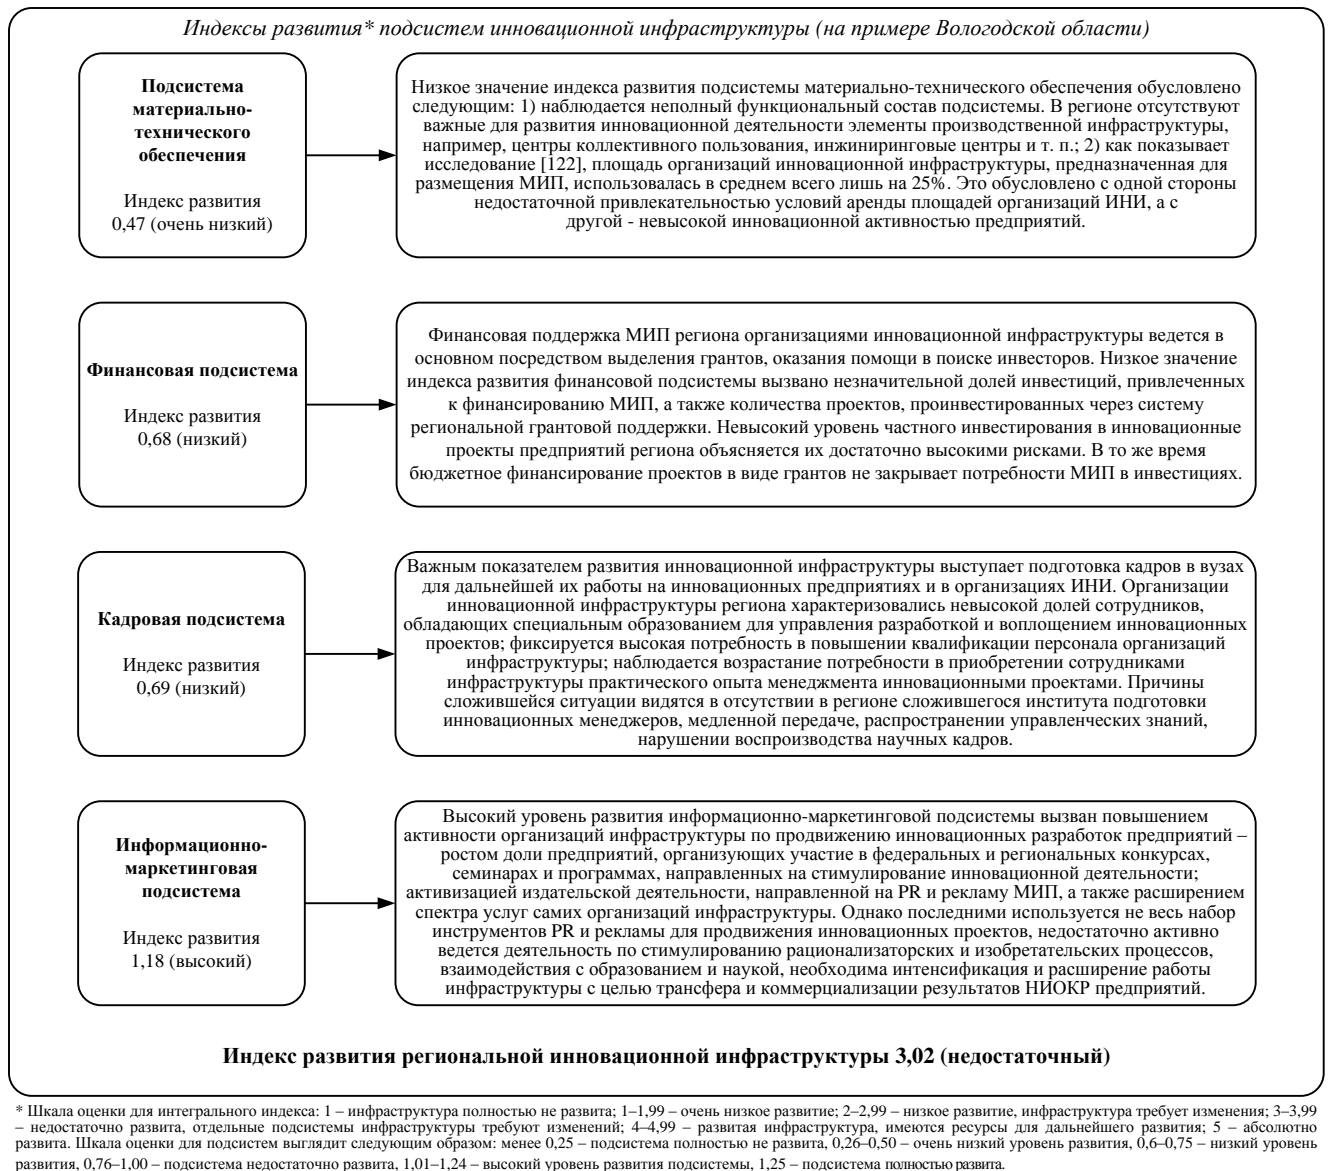 Индексы развития* подсистем инновационной инфраструктуры (на примере Вологодской области)
Подсистема
материально-
технического
обеспечения
Индекс развития
0,47 (очень низкий)
Низкое значение индекса развития подсистемы материально-технического обеспечения обусловлено
следующим: 1) наблюдается неполный функциональный состав подсистемы. В регионе отсутствуют
важные для развития инновационной деятельности элементы производственной инфраструктуры,
например, центры коллективного пользования, инжиниринговые центры и т. п.; 2) как показывает
исследование [122], площадь организаций инновационной инфраструктуры, предназначенная для
размещения МИП, использовалась в среднем всего лишь на 25%. Это обусловлено с одной стороны
недостаточной привлекательностью условий аренды площадей организаций ИНИ, а с
другой - невысокой инновационной активностью предприятий.
Финансовая подсистема
Индекс развития
0,68 (низкий)
Финансовая поддержка МИП региона организациями инновационной инфраструктуры ведется в
основном посредством выделения грантов, оказания помощи в поиске инвесторов. Низкое значение
индекса развития финансовой подсистемы вызвано незначительной долей инвестиций, привлеченных
к финансированию МИП, а также количества проектов, проинвестированных через систему
региональной грантовой поддержки. Невысокий уровень частного инвестирования в инновационные
проекты предприятий региона объясняется их достаточно высокими рисками. В то же время
бюджетное финансирование проектов в виде грантов не закрывает потребности МИП в инвестициях.
Кадровая подсистема
Индекс развития
0,69 (низкий)
Важным показателем развития инновационной инфраструктуры выступает подготовка кадров в вузах
для дальнейшей их работы на инновационных предприятиях и в организациях ИНИ. Организации
инновационной инфраструктуры региона характеризовались невысокой долей сотрудников,
обладающих специальным образованием для управления разработкой и воплощением инновационных
проектов; фиксируется высокая потребность в повышении квалификации персонала организаций
инфраструктуры; наблюдается возрастание потребности в приобретении сотрудниками
инфраструктуры практического опыта менеджмента инновационными проектами. Причины
сложившейся ситуации видятся в отсутствии в регионе сложившегося института подготовки
инновационных менеджеров, медленной передаче, распространении управленческих знаний,
нарушении воспроизводства научных кадров.
Информационно-
маркетинговая
подсистема
Индекс развития
1,18 (высокий)
Высокий уровень развития информационно-маркетинговой подсистемы вызван повышением
активности организаций инфраструктуры по продвижению инновационных разработок предприятий –
ростом доли предприятий, организующих участие в федеральных и региональных конкурсах,
семинарах и программах, направленных на стимулирование инновационной деятельности;
активизацией издательской деятельности, направленной на PR и рекламу МИП, а также расширением
спектра услуг самих организаций инфраструктуры. Однако последними используется не весь набор
инструментов PR и рекламы для продвижения инновационных проектов, недостаточно активно
ведется деятельность по стимулированию рационализаторских и изобретательских процессов,
взаимодействия с образованием и наукой, необходима интенсификация и расширение работы
инфраструктуры с целью трансфера и коммерциализации результатов НИОКР предприятий.
Индекс развития региональной инновационной инфраструктуры 3,02 (недостаточный)
* Шкала оценки для интегрального индекса: 1 – инфраструктура полностью не развита; 1–1,99 – очень низкое развитие; 2–2,99 – низкое развитие, инфраструктура требует изменения; 3–3,99
– недостаточно развита, отдельные подсистемы инфраструктуры требуют изменений; 4–4,99 – развитая инфраструктура, имеются ресурсы для дальнейшего развития; 5 – абсолютно
развита. Шкала оценки для подсистем выглядит следующим образом: менее 0,25 – подсистема полностью не развита, 0,26–0,50 – очень низкий уровень развития, 0,6–0,75 – низкий уровень
развития, 0,76–1,00 – подсистема недостаточно развита, 1,01–1,24 – высокий уровень развития подсистемы, 1,25 – подсистема полностью развита.